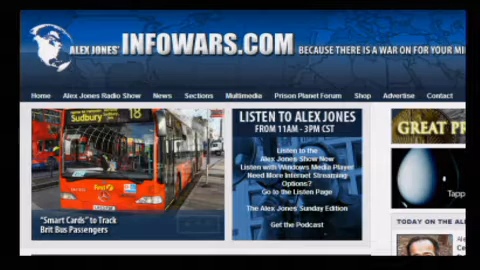 ALEX JONES' INFOWARS.COM BECAUSE THERE IS A WAR ON FOR YOUR MI
Home Alex Jones Radio Show News Sections Multimedia Prison Planet Forum Shop Advertise Contact
Sudbury 18
first
"Smart Cards" to Track
Brit Bus Passengers
LISTEN TO ALEX JONES
FROM 11AM - 3PM CST
Listen to the
Alex Jones Show Now
Listen with Windows Media Player
Need More Internet Streaming
Options?
Go to the Listen Page
The Alex Jones Sunday Edition
Get the Podcast
GREAT PR
Tapp
TODAY ON THE AL
Ale